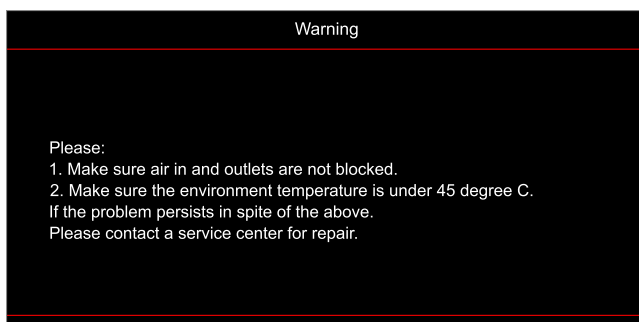 Warning
Please:
1. Make sure air in and outlets are not blocked.
2. Make sure the environment temperature is under 45 degree C.
If the problem persists in spite of the above.
Please contact a service center for repair.